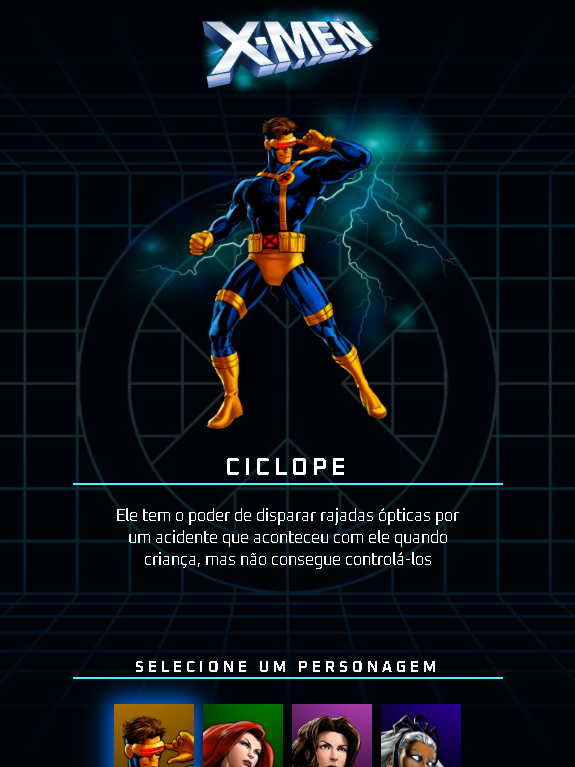 X-MEN
CICLOPE
Ele tem o poder de disparar rajadas ópticas por
um acidente que aconteceu com ele quando
criança, mas não consegue controlá-los
SELECIONE UM PERSONAGEM